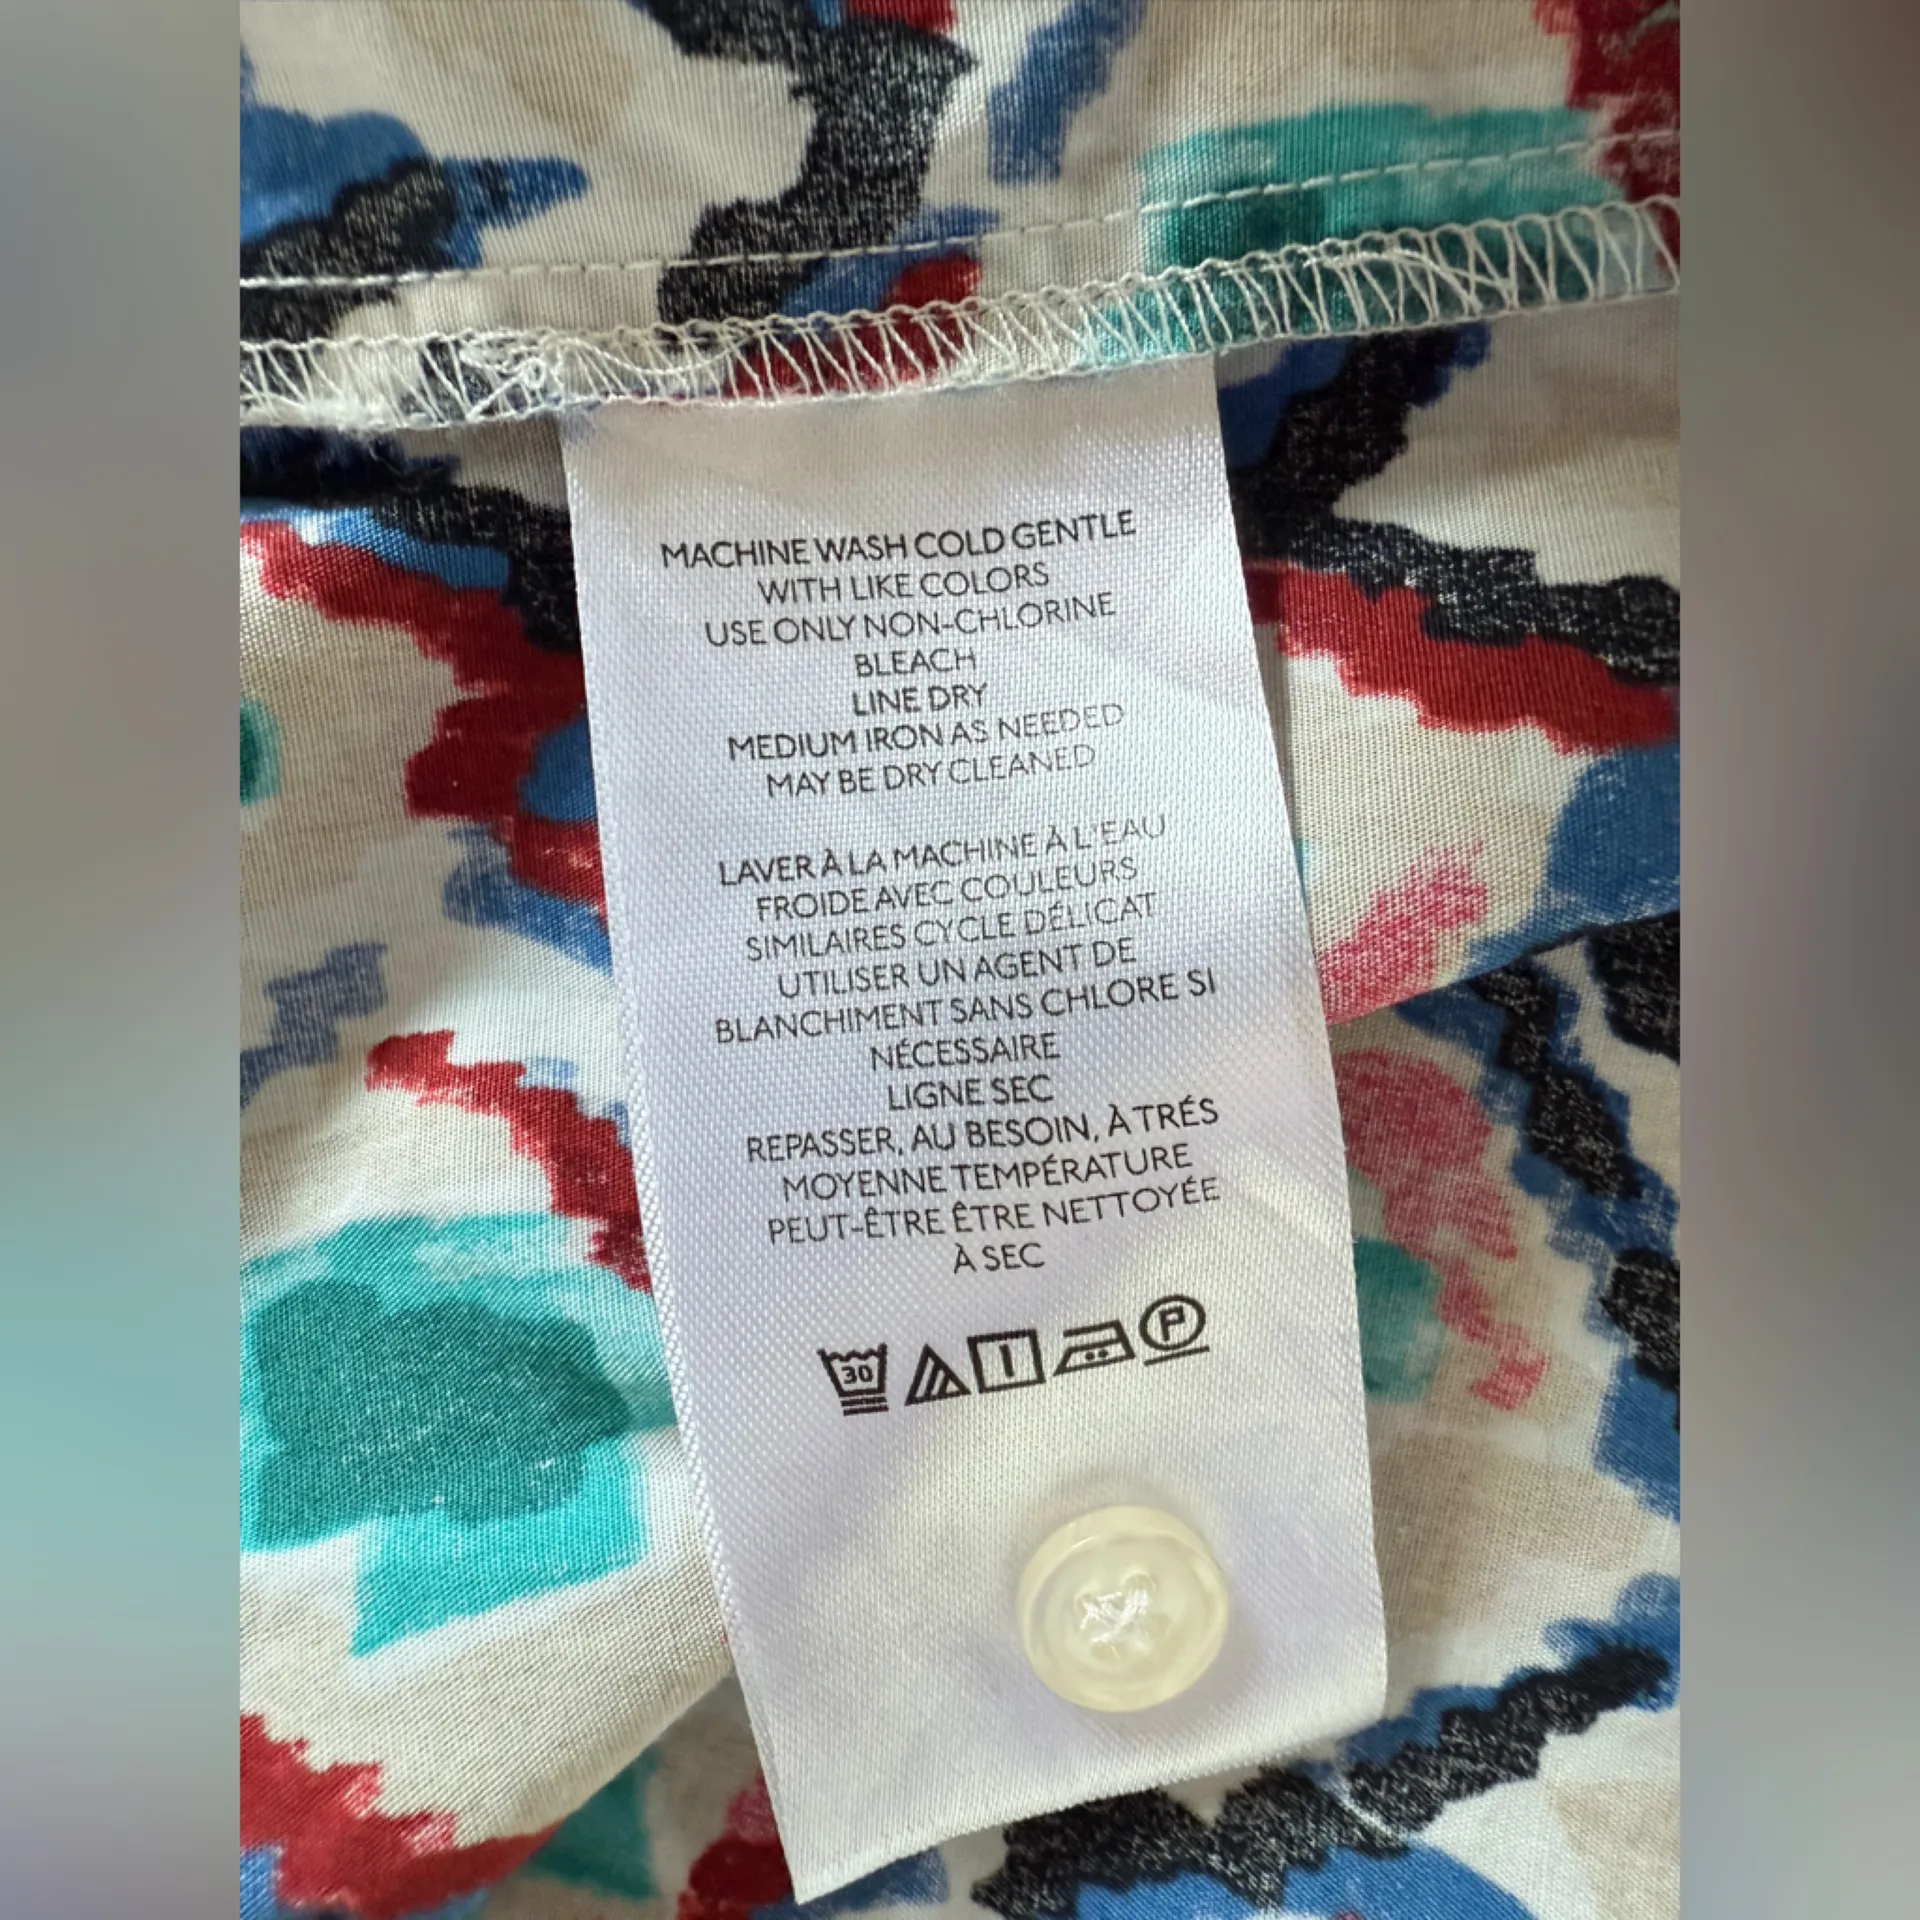 MACHINE WASH COLD GENTLE
WITH LIKE COLORS
USE ONLY NON-CHLORINE
BLEACH
LINE DRY
MEDIUM IRON AS NEEDED
MAY BE DRY CLEANED
LAVER À LA MACHINE À L'EAU
FROIDE AVEC COULEURS
SIMILAIRES CYCLE DÉLICAT
UTILISER UN AGENT DE
BLANCHIMENT SANS CHLORE SI
NÉCESSAIRE
LIGNE SEC
REPASSER, AU BESOIN, À TRÉS
MOYENNE TEMPÉRATURE
PEUT-ÊTRE ÊTRE NETTOYÉE
À SEC
30 P